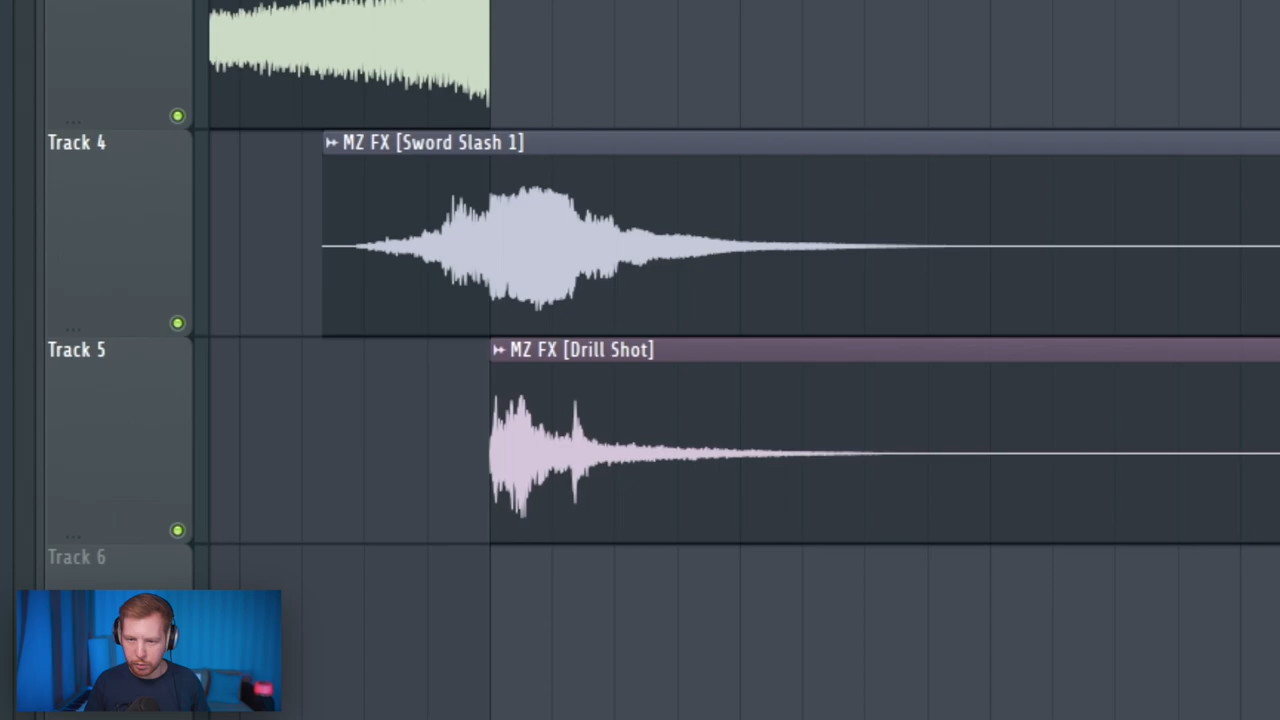 Track 4
MZ FX [Sword Slash 1]
Track 5
MZ FX [Drill Shot]
Track 6